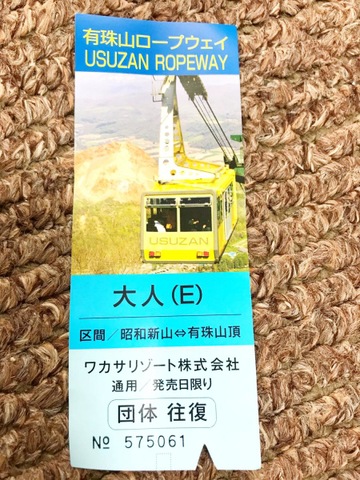 有珠山ロープウェイ
USUZAN ROPEWAY
USUZAN
大人(E)
区間/昭和新山⇔有珠山頂
ワカサリゾート株式会社
通用/発売日限り
団体 往復
№ 575061